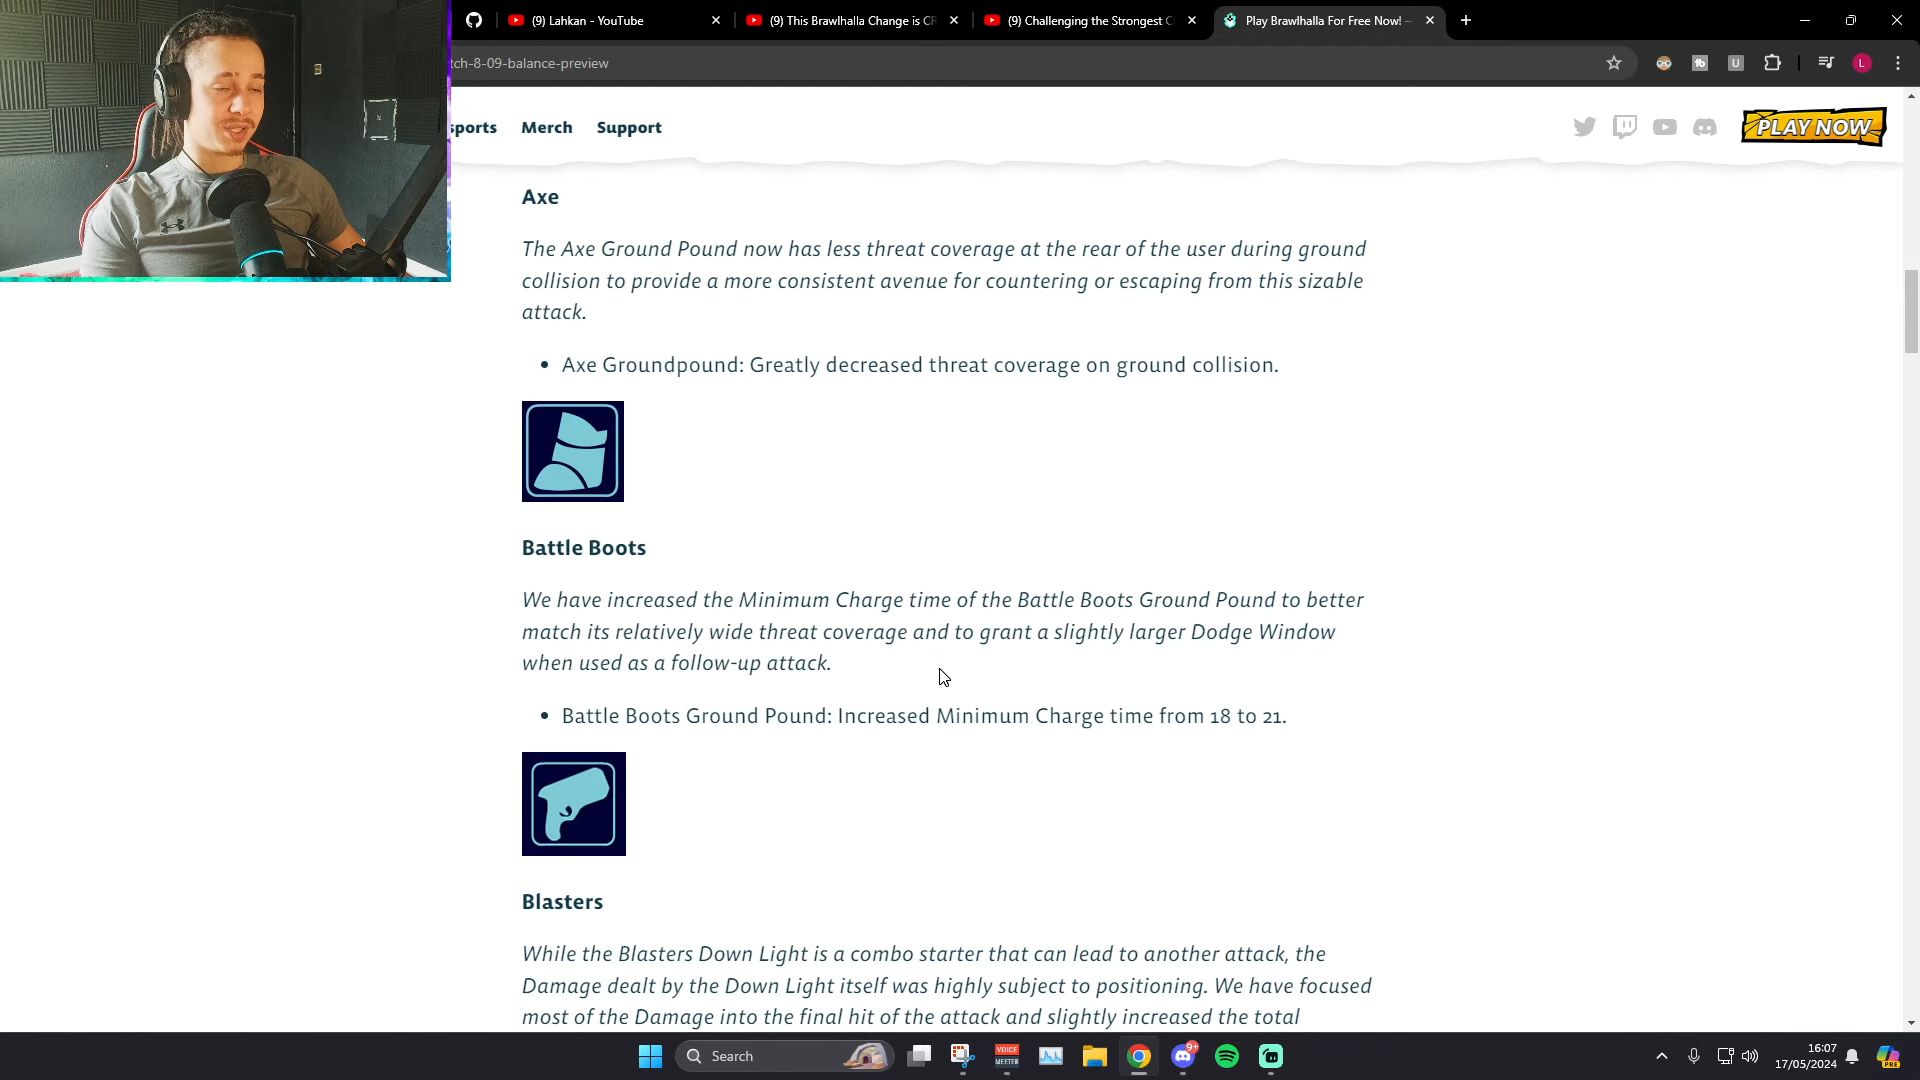 (9) Lahkan - YouTube
(9) This Brawlhalla Change is CR
(9) Challenging the Strongest C
Play Brawlhalla For Free Now! –
tch-8-09-balance-preview
tb
U
L
sports
Merch
Support
PLAY NOW
Axe
The Axe Ground Pound now has less threat coverage at the rear of the user during ground
collision to provide a more consistent avenue for countering or escaping from this sizable
attack.
• Axe Groundpound: Greatly decreased threat coverage on ground collision.
Battle Boots
We have increased the Minimum Charge time of the Battle Boots Ground Pound to better
match its relatively wide threat coverage and to grant a slightly larger Dodge Window
when used as a follow-up attack.
• Battle Boots Ground Pound: Increased Minimum Charge time from 18 to 21.
Blasters
While the Blasters Down Light is a combo starter that can lead to another attack, the
Damage dealt by the Down Light itself was highly subject to positioning. We have focused
most of the Damage into the final hit of the attack and slightly increased the total
Search
VOICE
MEETER
9+
16:07
17/05/2024
PRE